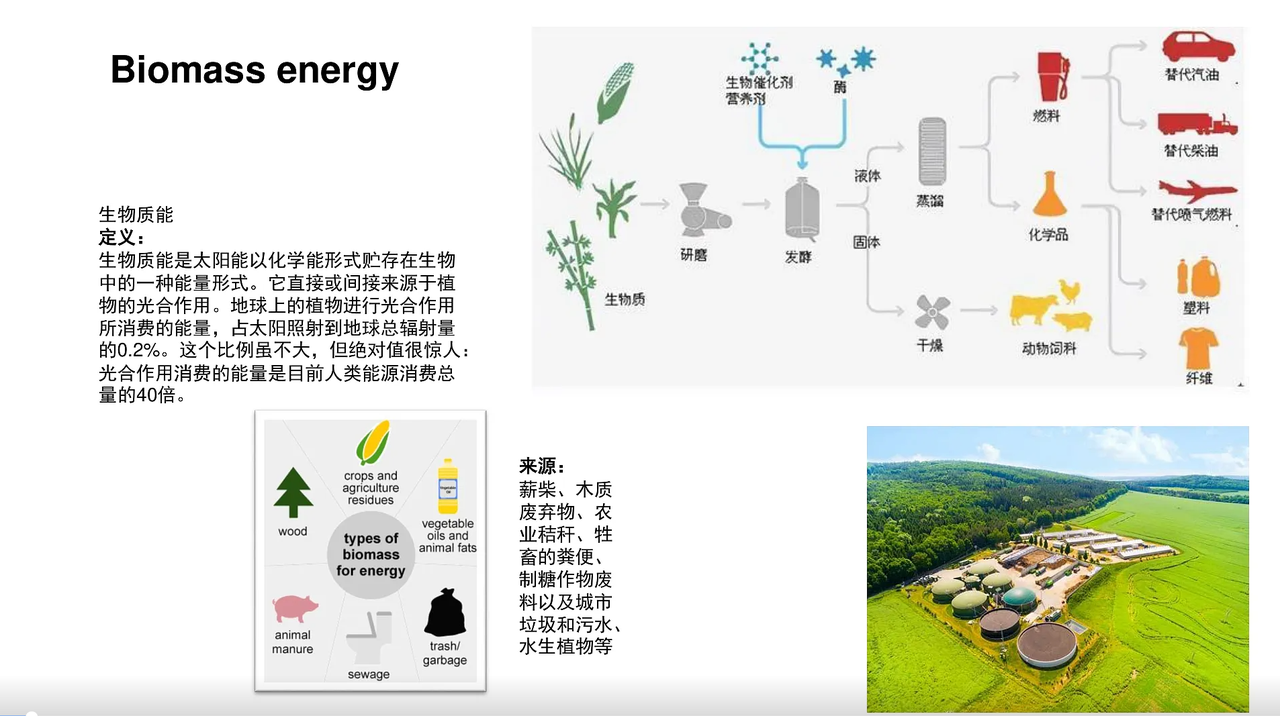 Biomass energy
生物质能
定义：
生物质能是太阳能以化学能形式贮存在生物
中的一种能量形式。它直接或间接来源于植
物的光合作用。地球上的植物进行光合作用
所消费的能量，占太阳照射到地球总辐射量
的0.2%。这个比例虽不大，但绝对值很惊人：
光合作用消费的能量是目前人类能源消费总
量的40倍。
生物催化剂
营养剂
酶
生物质
研磨
发酵
液体
固体
蒸溜
干燥
燃料
化学品
动物饲料
替代汽油
替代柴油
替代喷气燃料
塑料
纤维
crops and
agriculture
residues
wood
Vegetable
Oil
vegetable
oils and
animal fats
types of
biomass
for energy
animal
manure
sewage
trash/
garbage
来源：
薪柴、木质
废弃物、农
业秸秆、牲
畜的粪便、
制糖作物废
料以及城市
垃圾和污水、
水生植物等